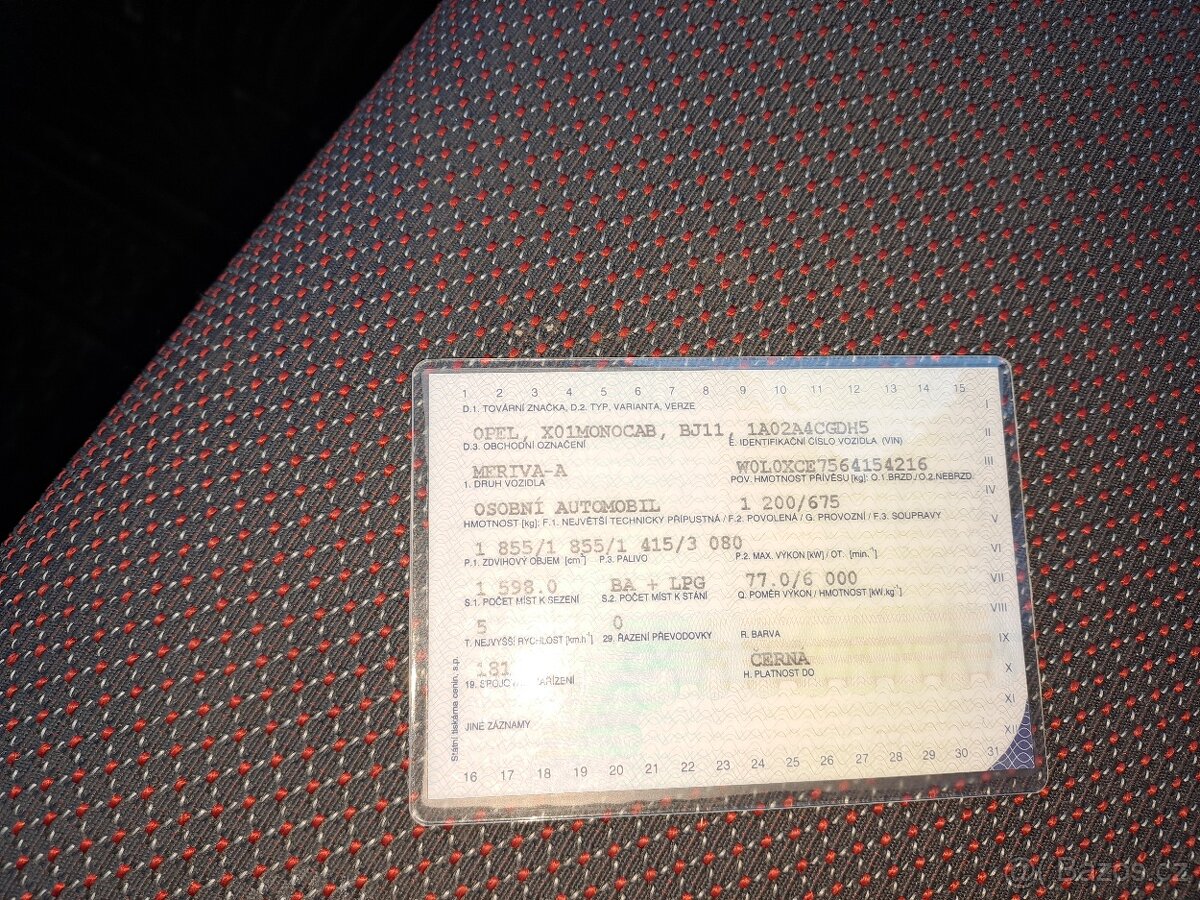 1 2 3 4 5 6 7 8 9 10 11 12 13 14 15
D.1. TOVÁRNÍ ZNAČKA, D.2. TYP, VARIANTA, VERZE
I
OPEL, X01MONOCAB, BJ11, 1A02A4CGDH5
II
D.3. OBCHODNÍ OZNAČENÍ E. IDENTIFIKAČNÍ ČÍSLO VOZIDLA (VIN)
MERIVA-A W0L0XCE7564154216
III
1. DRUH VOZIDLA POV. HMOTNOST PŘÍVĚSU [kg]: O.1.BRZD./O.2.NEBRZD.
IV
OSOBNÍ AUTOMOBIL 1 200/675
HMOTNOST [kg]: F.1. NEJVĚTŠÍ TECHNICKY PŘÍPUSTNÁ / F.2. POVOLENÁ / G. PROVOZNÍ / F.3. SOUPRAVY
V
1 855/1 855/1 415/3 080
VI
P.1. ZDVIHOVÝ OBJEM [cm³] P.3. PALIVO P.2. MAX. VÝKON [kW] / OT. [min.⁻¹]
1 598.0 BA + LPG 77.0/6 000
VII
S.1. POČET MÍST K SEZENÍ S.2. POČET MÍST K STÁNÍ Q. POMĚR VÝKON / HMOTNOST [kW.kg⁻¹]
VIII
5 0
T. NEJVYŠŠÍ RYCHLOST [km.h⁻¹] 29. ŘAZENÍ PŘEVODOVKY R. BARVA
IX
181 ČERNÁ
X
19. H. PLATNOST DO
XI
JINÉ ZÁZNAMY
XII
16 17 18 19 20 21 22 23 24 25 26 27 28 29 30 31
Státní tiskárna cenin, s.p.
Bazos.cz